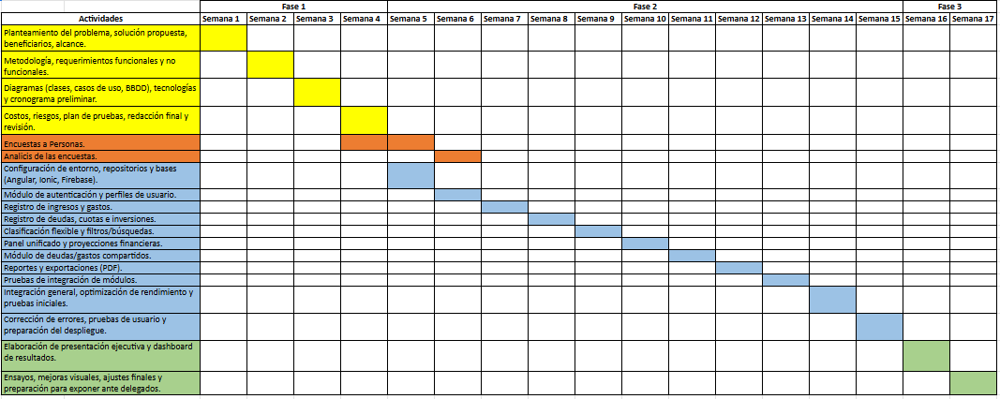 Fase 1 Fase 2 Fase 3
Actividades Semana 1 Semana 2 Semana 3 Semana 4 Semana 5 Semana 6 Semana 7 Semana 8 Semana 9 Semana 10 Semana 11 Semana 12 Semana 13 Semana 14 Semana 15 Semana 16 Semana 17
Planteamiento del problema, solución propuesta,
beneficiarios, alcance.
Metodología, requerimientos funcionales y no
funcionales.
Diagramas (clases, casos de uso, BBDD), tecnologías
y cronograma preliminar.
Costos, riesgos, plan de pruebas, redacción final y
revisión.
Encuestas a Personas.
Analicis de las encuestas.
Configuración de entorno, repositorios y bases
(Angular, Ionic, Firebase).
Módulo de autenticación y perfiles de usuario.
Registro de ingresos y gastos.
Registro de deudas, cuotas e inversiones.
Clasificación flexible y filtros/búsquedas.
Panel unificado y proyecciones financieras.
Módulo de deudas/gastos compartidos.
Reportes y exportaciones (PDF).
Pruebas de integración de módulos.
Integración general, optimización de rendimiento y
pruebas iniciales.
Corrección de errores, pruebas de usuario y
preparación del despliegue.
Elaboración de presentación ejecutiva y dashboard
de resultados.
Ensayos, mejoras visuales, ajustes finales y
preparación para exponer ante delegados.